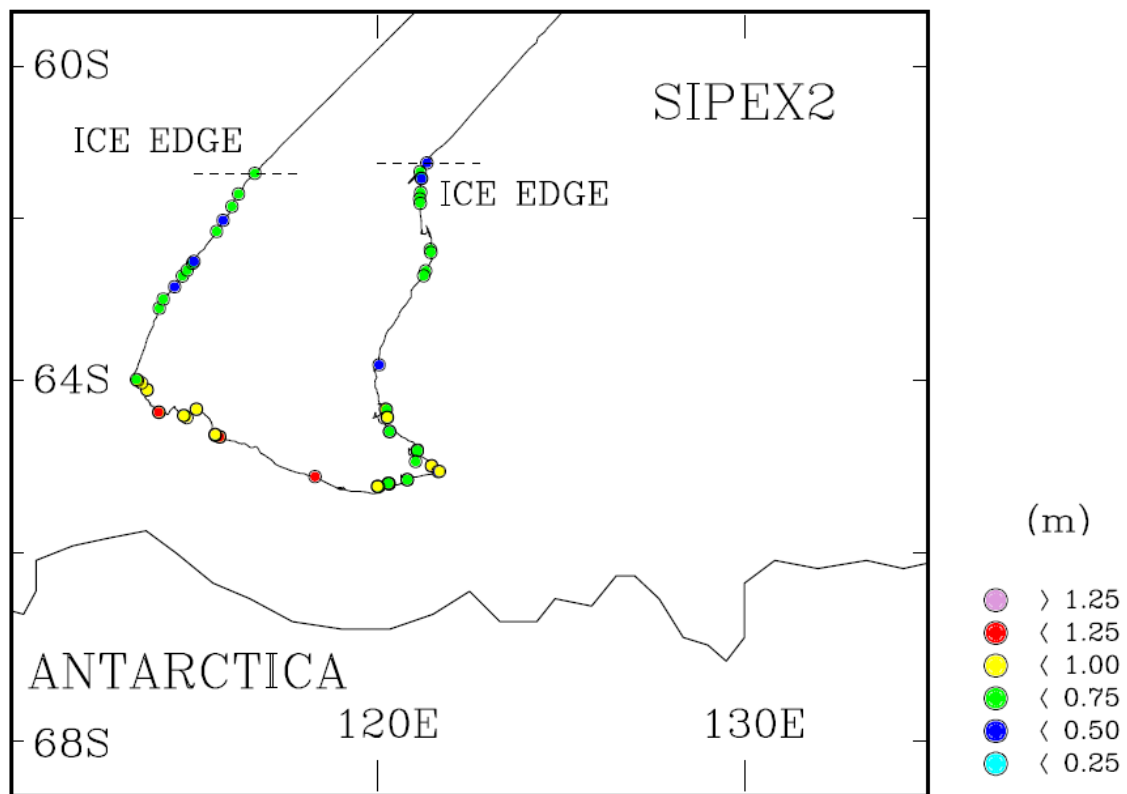 60S
SIPEX2
ICE EDGE
ICE EDGE
64S
(m)
⟩ 1.25
⟨ 1.25
⟨ 1.00
⟨ 0.75
⟨ 0.50
⟨ 0.25
ANTARCTICA
120E
130E
68S